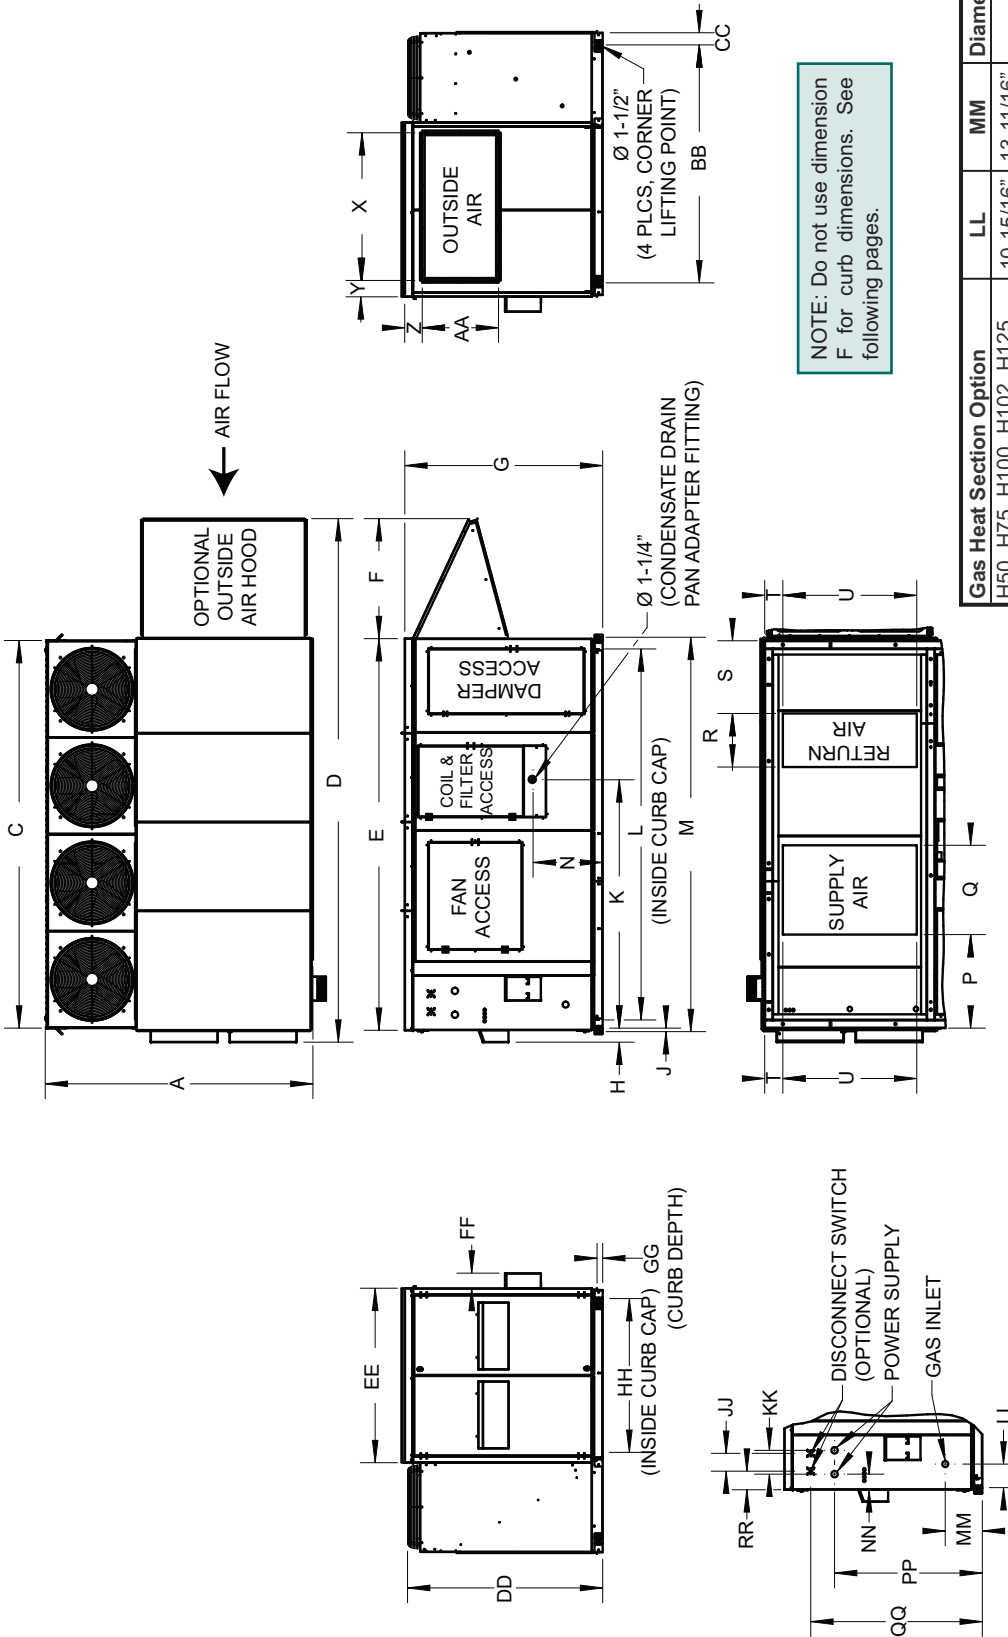 A
C
OPTIONAL
OUTSIDE
AIR HOOD
AIR FLOW
D
E
F
G
FAN
ACCESS
COIL &
FILTER
ACCESS
DAMPER
ACCESS
H
J
K
N
L
(INSIDE CURB CAP)
M
Ø 1-1/4"
(CONDENSATE DRAIN
PAN ADAPTER FITTING)
X
Y
Z
AA
OUTSIDE
AIR
Ø 1-1/2"
(4 PLCS, CORNER
LIFTING POINT)
BB
CC
EE
FF
DD
HH
(INSIDE CURB CAP)
GG
(CURB DEPTH)
T
U
SUPPLY
AIR
RETURN
AIR
P
Q
R
S
T
U
JJ
KK
RR
NN
PP
QQ
MM
LL
DISCONNECT SWITCH
(OPTIONAL)
POWER SUPPLY
GAS INLET
NOTE: Do not use dimension
F for curb dimensions. See
following pages.
Gas Heat Section Option LL MM
H50, H75, H100, H102, H125 10-15/16" 13-11/16"